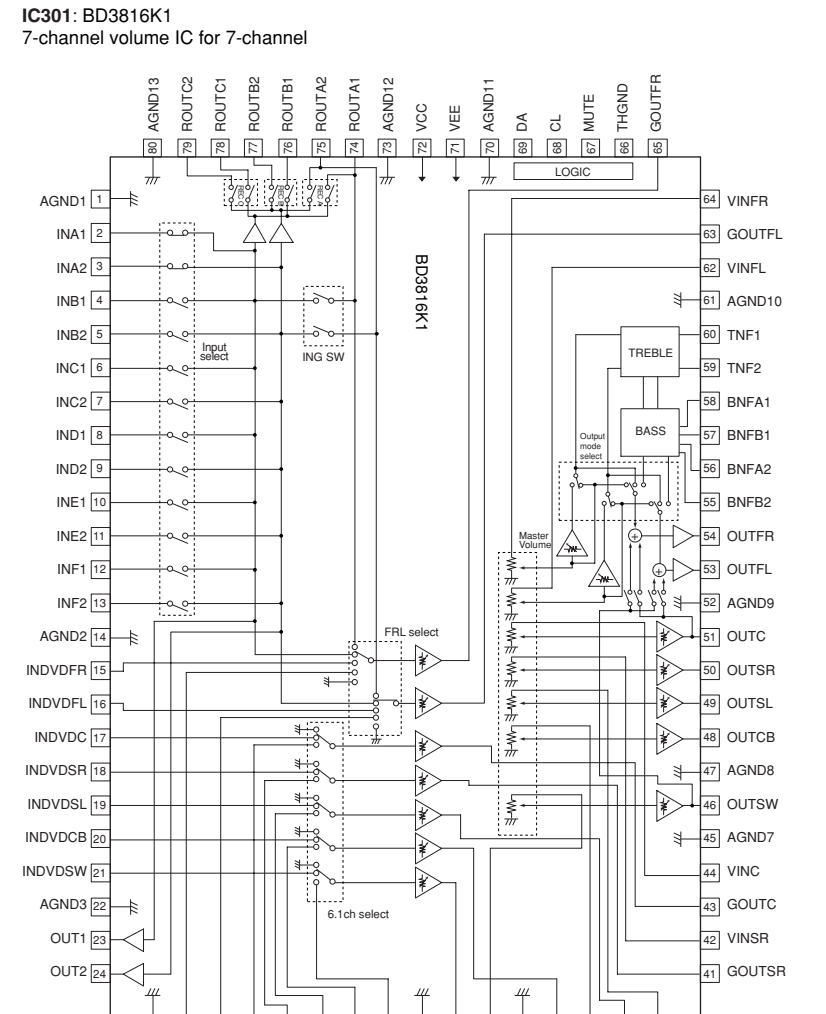 IC301: BD3816K1
7-channel volume IC for 7-channel
AGND13
ROUTC2
ROUTC1
ROUTB2
ROUTB1
ROUTA2
ROUTA1
AGND12
VCC
VEE
AGND11
DA
CL
MUTE
THGND
GOUTFR
80
79
78
77
76
75
74
73
72
71
70
69
68
67
66
65
LOGIC
BD3816K1
AGND1 1
INA1 2
INA2 3
INB1 4
INB2 5
INC1 6
INC2 7
IND1 8
IND2 9
INE1 10
INE2 11
INF1 12
INF2 13
AGND2 14
INDVDFR 15
INDVDFL 16
INDVDC 17
INDVDSR 18
INDVDSL 19
INDVDCB 20
INDVDSW 21
AGND3 22
OUT1 23
OUT2 24
Input
select
ING SW
FRL select
6.1ch select
Master
Volume
Output
mode
select
TREBLE
BASS
64 VINFR
63 GOUTFL
62 VINFL
61 AGND10
60 TNF1
59 TNF2
58 BNFA1
57 BNFB1
56 BNFA2
55 BNFB2
54 OUTFR
53 OUTFL
52 AGND9
51 OUTC
50 OUTSR
49 OUTSL
48 OUTCB
47 AGND8
46 OUTSW
45 AGND7
44 VINC
43 GOUTC
42 VINSR
41 GOUTSR